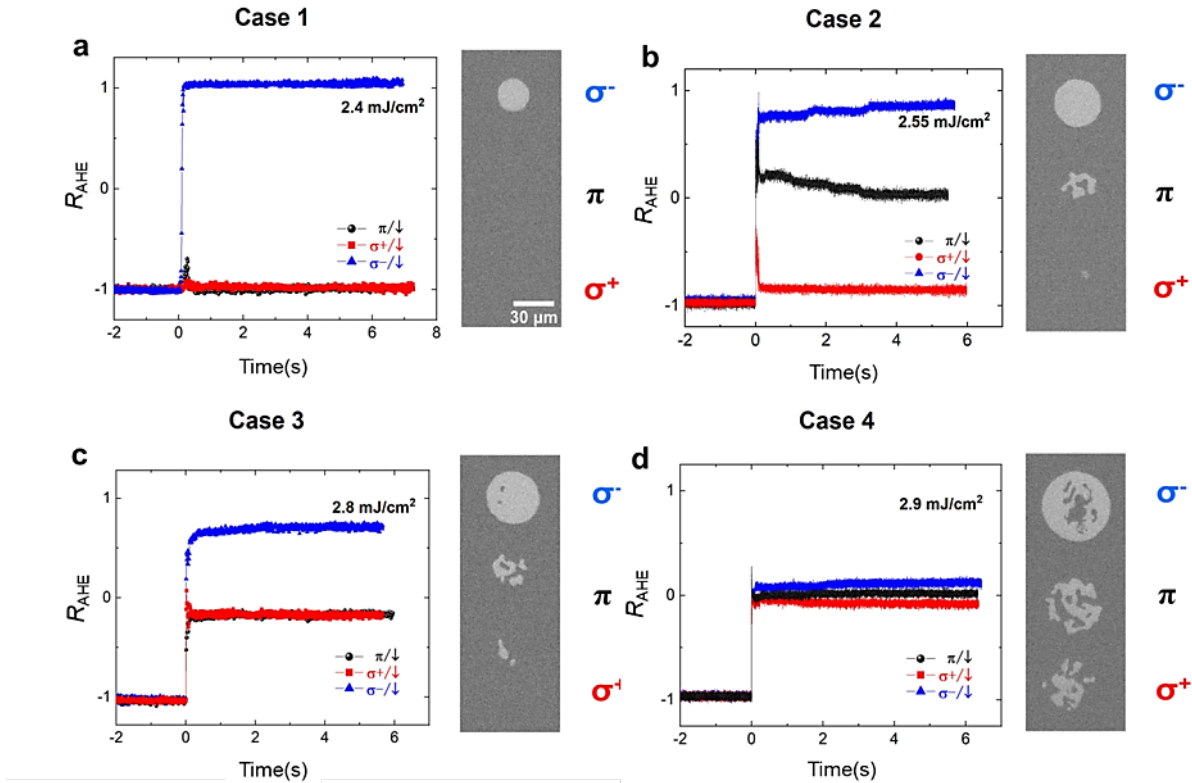 Case 1
a
R_AHE
1
0
-1
2.4 mJ/cm²
π/↓
σ+/↓
σ−/↓
-2 0 2 4 6 8
Time(s)
30 μm
σ⁻
π
σ⁺
Case 2
b
R_AHE
1
0
-1
2.55 mJ/cm²
π/↓
σ+/↓
σ−/↓
-2 0 2 4 6
Time(s)
σ⁻
π
σ⁺
Case 3
c
R_AHE
1
0
-1
2.8 mJ/cm²
π/↓
σ+/↓
σ−/↓
-2 0 2 4 6
Time(s)
σ⁻
π
σ⁺
Case 4
d
R_AHE
1
0
-1
2.9 mJ/cm²
π/↓
σ+/↓
σ−/↓
-2 0 2 4 6
Time(s)
σ⁻
π
σ⁺